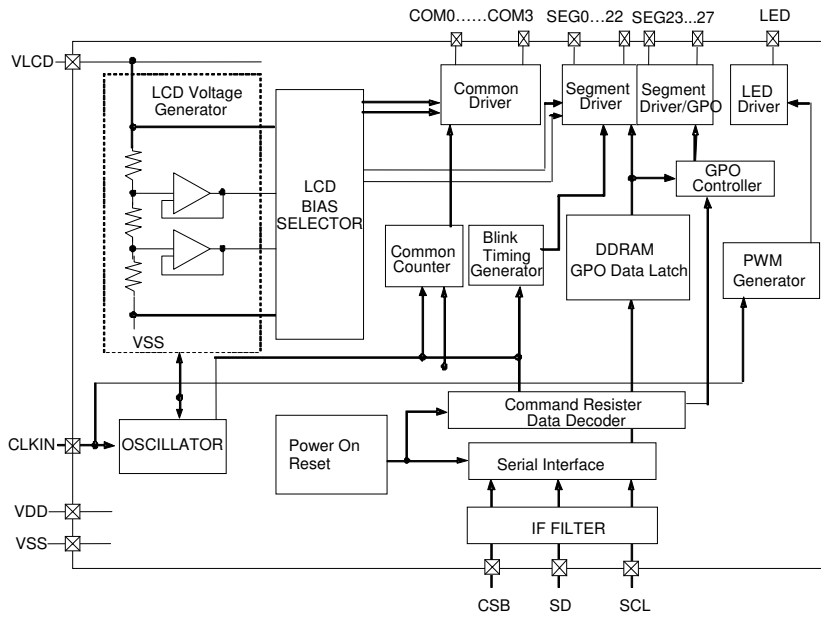 COM0……COM3 SEG0…22 SEG23…27 LED
VLCD
LCD Voltage
Generator
Common
Driver
Segment
Driver
Segment
Driver/GPO
LED
Driver
LCD
BIAS
SELECTOR
GPO
Controller
Common
Counter
Blink
Timing
Generator
DDRAM
GPO Data Latch
PWM
Generator
VSS
Command Register
Data Decoder
OSCILLATOR
CLKIN
Power On
Reset
Serial Interface
VDD
VSS
IF FILTER
CSB SD SCL